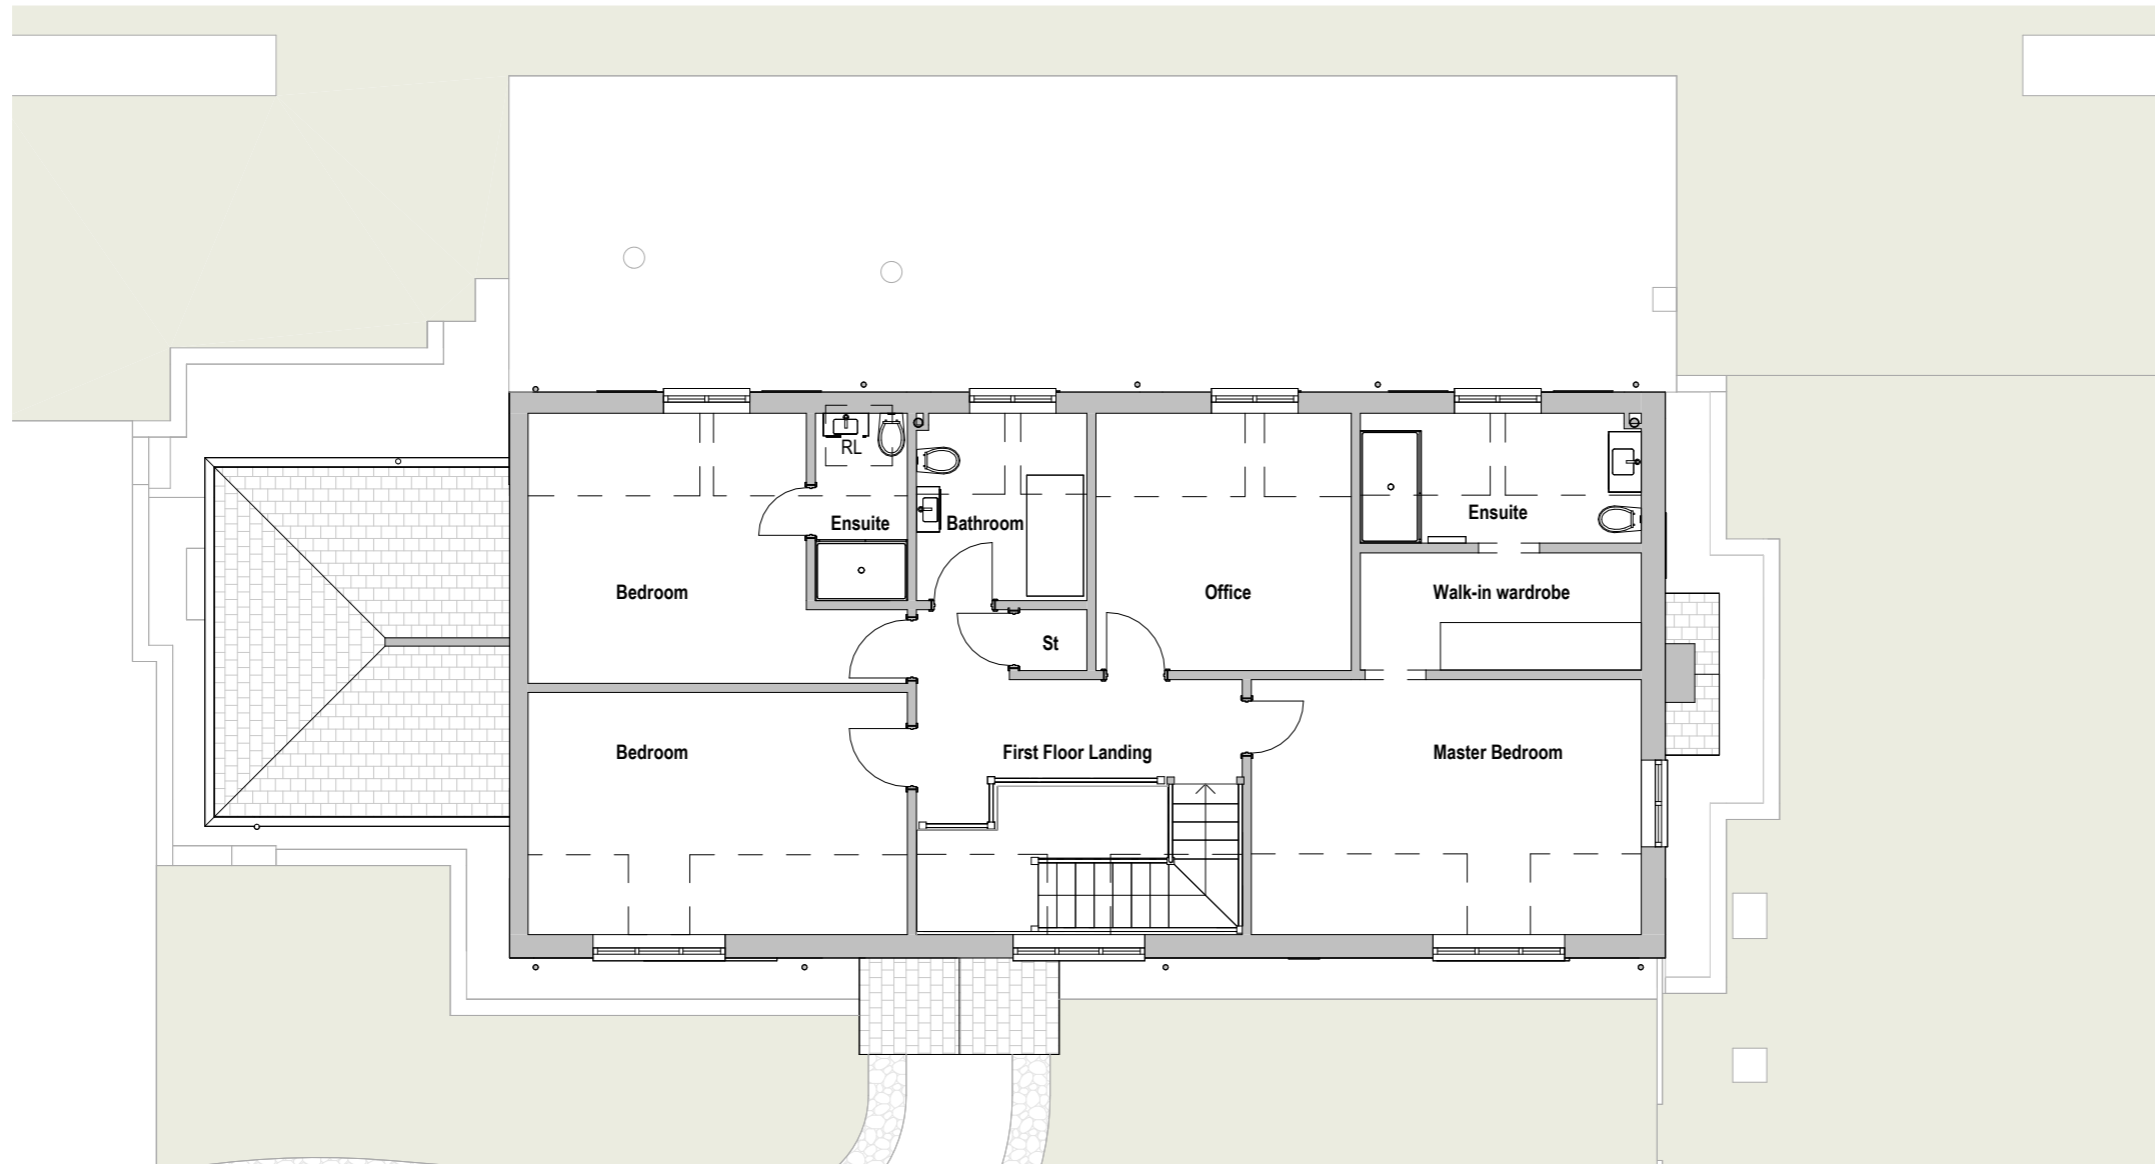 RL
Ensuite
Bathroom
Ensuite
Bedroom
Office
Walk-in wardrobe
St
Bedroom
First Floor Landing
Master Bedroom